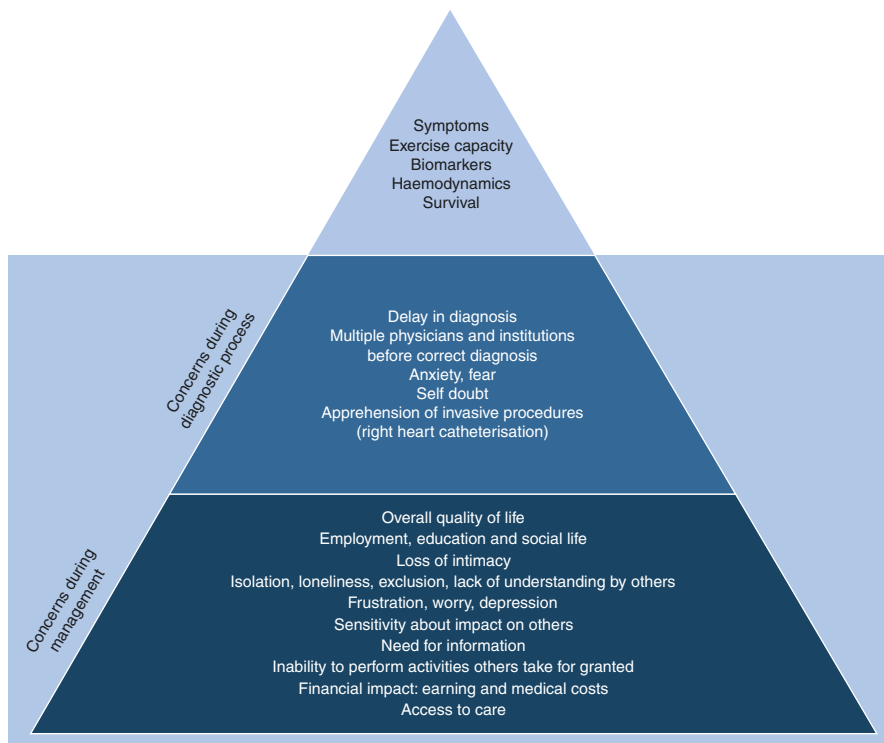 Symptoms
Exercise capacity
Biomarkers
Haemodynamics
Survival
Concerns during
diagnostic process
Delay in diagnosis
Multiple physicians and institutions
before correct diagnosis
Anxiety, fear
Self doubt
Apprehension of invasive procedures
(right heart catheterisation)
Concerns during
management
Overall quality of life
Employment, education and social life
Loss of intimacy
Isolation, loneliness, exclusion, lack of understanding by others
Frustration, worry, depression
Sensitivity about impact on others
Need for information
Inability to perform activities others take for granted
Financial impact: earning and medical costs
Access to care